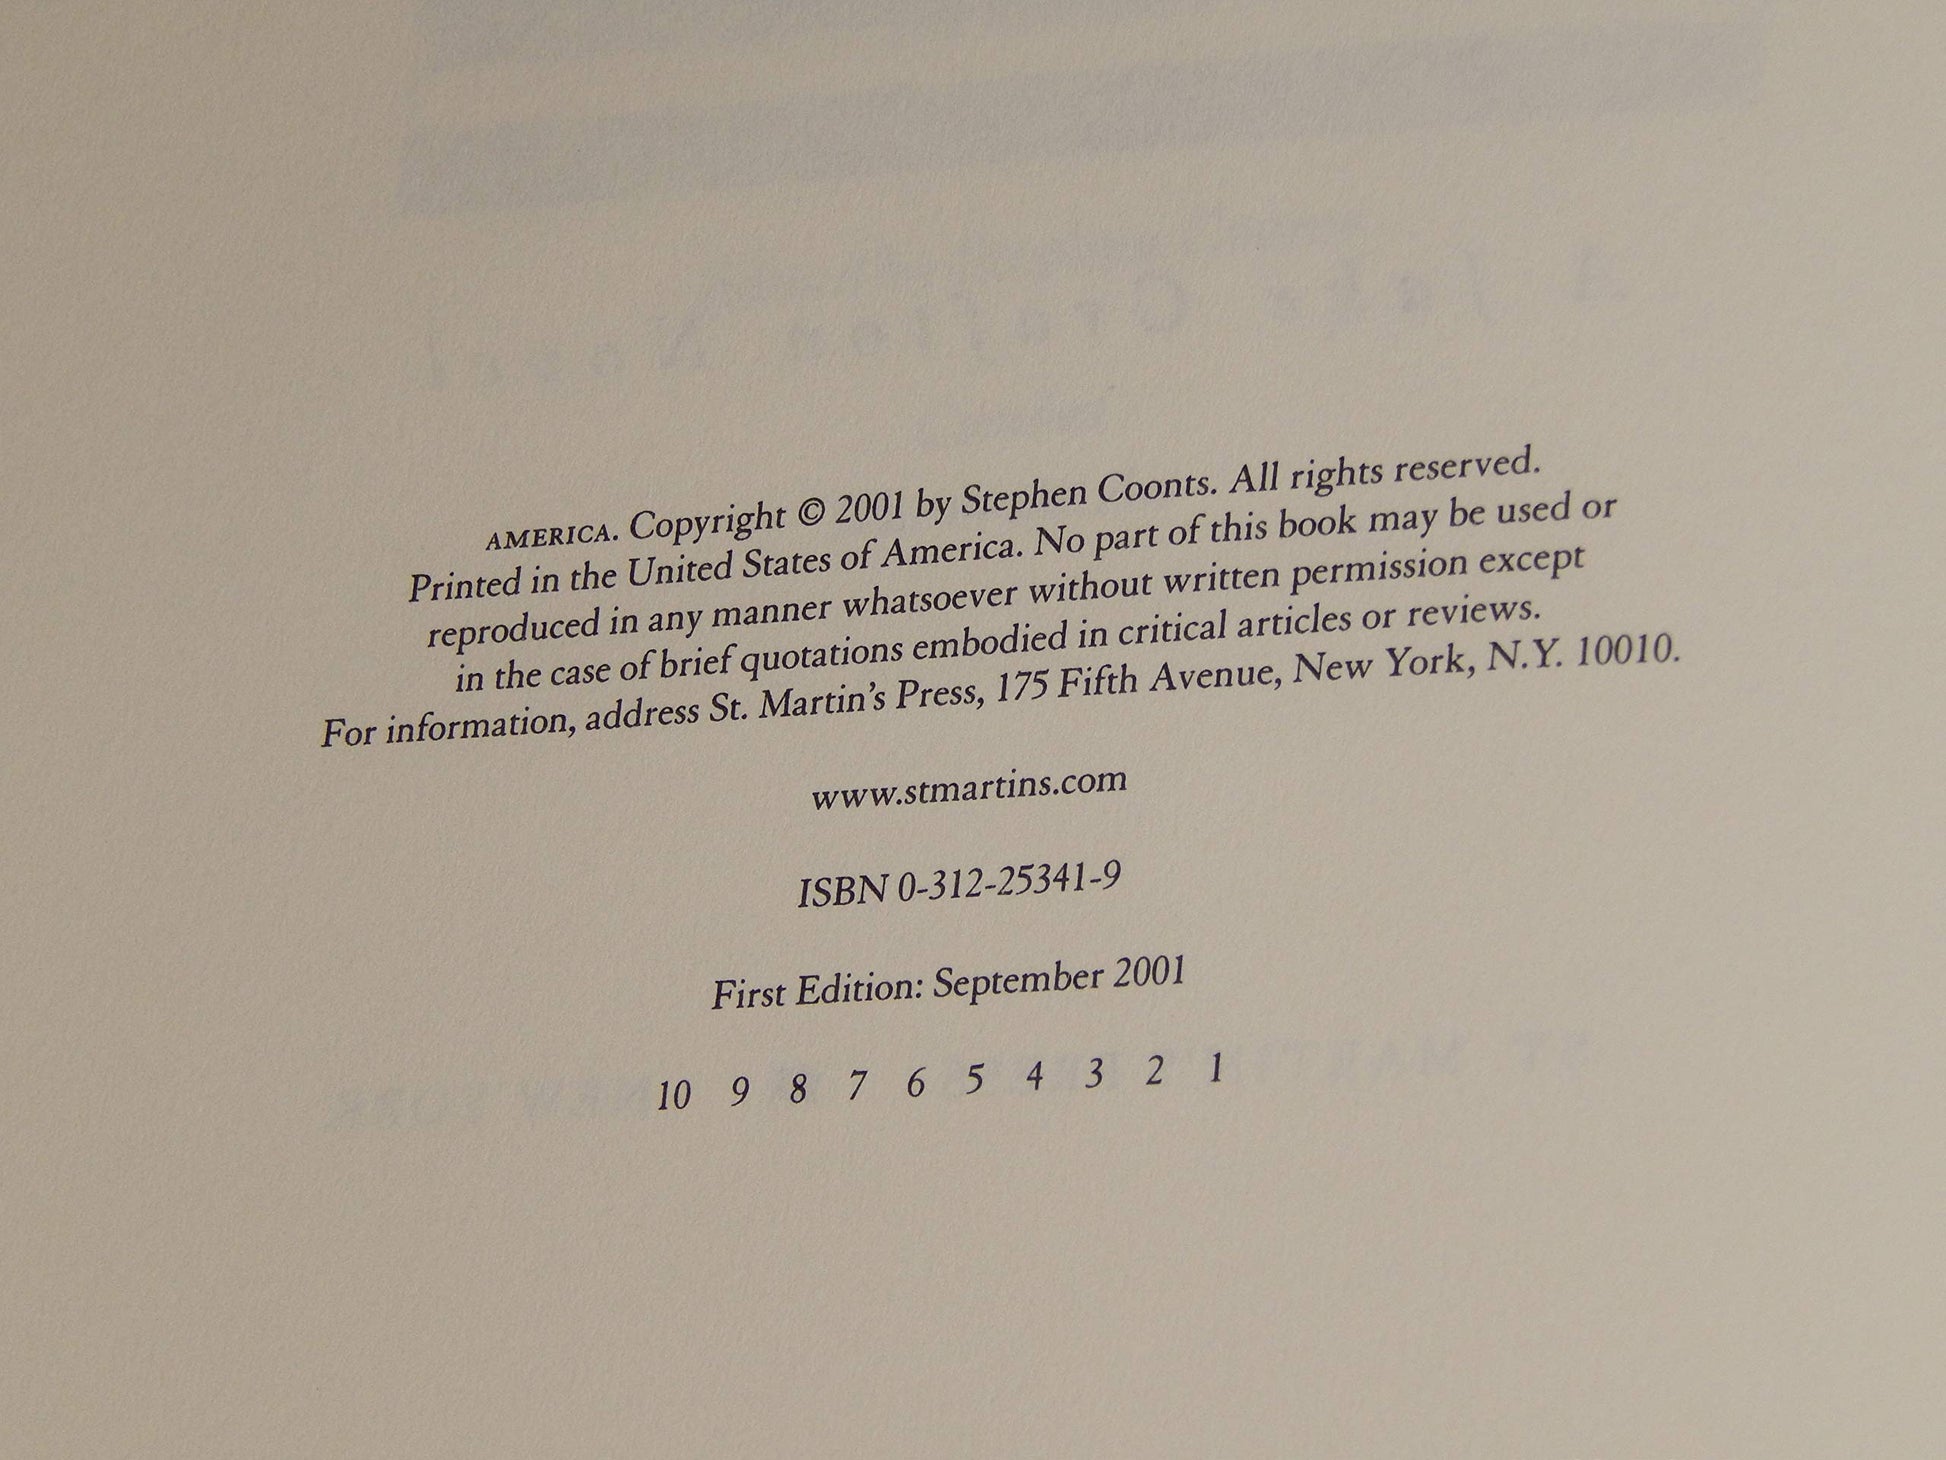 AMERICA. Copyright © 2001 by Stephen Coonts. All rights reserved.
Printed in the United States of America. No part of this book may be used or
reproduced in any manner whatsoever without written permission except
in the case of brief quotations embodied in critical articles or reviews.
For information, address St. Martin's Press, 175 Fifth Avenue, New York, N.Y. 10010.
www.stmartins.com
ISBN 0-312-25341-9
First Edition: September 2001
10 9 8 7 6 5 4 3 2 1